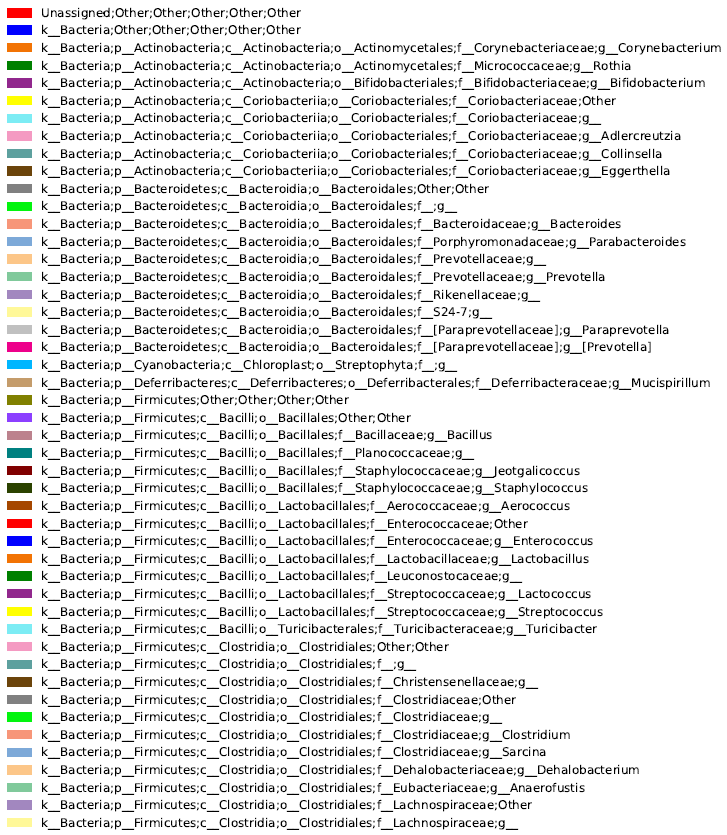 Unassigned;Other;Other;Other;Other;Other
k__Bacteria;Other;Other;Other;Other;Other
k__Bacteria;p__Actinobacteria;c__Actinobacteria;o__Actinomycetales;f__Corynebacteriaceae;g__Corynebacterium
k__Bacteria;p__Actinobacteria;c__Actinobacteria;o__Actinomycetales;f__Micrococcaceae;g__Rothia
k__Bacteria;p__Actinobacteria;c__Actinobacteria;o__Bifidobacteriales;f__Bifidobacteriaceae;g__Bifidobacterium
k__Bacteria;p__Actinobacteria;c__Coriobacteriia;o__Coriobacteriales;f__Coriobacteriaceae;Other
k__Bacteria;p__Actinobacteria;c__Coriobacteriia;o__Coriobacteriales;f__Coriobacteriaceae;g__
k__Bacteria;p__Actinobacteria;c__Coriobacteriia;o__Coriobacteriales;f__Coriobacteriaceae;g__Adlercreutzia
k__Bacteria;p__Actinobacteria;c__Coriobacteriia;o__Coriobacteriales;f__Coriobacteriaceae;g__Collinsella
k__Bacteria;p__Actinobacteria;c__Coriobacteriia;o__Coriobacteriales;f__Coriobacteriaceae;g__Eggerthella
k__Bacteria;p__Bacteroidetes;c__Bacteroidia;o__Bacteroidales;Other;Other
k__Bacteria;p__Bacteroidetes;c__Bacteroidia;o__Bacteroidales;f__;g__
k__Bacteria;p__Bacteroidetes;c__Bacteroidia;o__Bacteroidales;f__Bacteroidaceae;g__Bacteroides
k__Bacteria;p__Bacteroidetes;c__Bacteroidia;o__Bacteroidales;f__Porphyromonadaceae;g__Parabacteroides
k__Bacteria;p__Bacteroidetes;c__Bacteroidia;o__Bacteroidales;f__Prevotellaceae;g__
k__Bacteria;p__Bacteroidetes;c__Bacteroidia;o__Bacteroidales;f__Prevotellaceae;g__Prevotella
k__Bacteria;p__Bacteroidetes;c__Bacteroidia;o__Bacteroidales;f__Rikenellaceae;g__
k__Bacteria;p__Bacteroidetes;c__Bacteroidia;o__Bacteroidales;f__S24-7;g__
k__Bacteria;p__Bacteroidetes;c__Bacteroidia;o__Bacteroidales;f__[Paraprevotellaceae];g__Paraprevotella
k__Bacteria;p__Bacteroidetes;c__Bacteroidia;o__Bacteroidales;f__[Paraprevotellaceae];g__[Prevotella]
k__Bacteria;p__Cyanobacteria;c__Chloroplast;o__Streptophyta;f__;g__
k__Bacteria;p__Deferribacteres;c__Deferribacteres;o__Deferribacterales;f__Deferribacteraceae;g__Mucispirillum
k__Bacteria;p__Firmicutes;Other;Other;Other;Other
k__Bacteria;p__Firmicutes;c__Bacilli;o__Bacillales;Other;Other
k__Bacteria;p__Firmicutes;c__Bacilli;o__Bacillales;f__Bacillaceae;g__Bacillus
k__Bacteria;p__Firmicutes;c__Bacilli;o__Bacillales;f__Planococcaceae;g__
k__Bacteria;p__Firmicutes;c__Bacilli;o__Bacillales;f__Staphylococcaceae;g__Jeotgalicoccus
k__Bacteria;p__Firmicutes;c__Bacilli;o__Bacillales;f__Staphylococcaceae;g__Staphylococcus
k__Bacteria;p__Firmicutes;c__Bacilli;o__Lactobacillales;f__Aerococcaceae;g__Aerococcus
k__Bacteria;p__Firmicutes;c__Bacilli;o__Lactobacillales;f__Enterococcaceae;Other
k__Bacteria;p__Firmicutes;c__Bacilli;o__Lactobacillales;f__Enterococcaceae;g__Enterococcus
k__Bacteria;p__Firmicutes;c__Bacilli;o__Lactobacillales;f__Lactobacillaceae;g__Lactobacillus
k__Bacteria;p__Firmicutes;c__Bacilli;o__Lactobacillales;f__Leuconostocaceae;g__
k__Bacteria;p__Firmicutes;c__Bacilli;o__Lactobacillales;f__Streptococcaceae;g__Lactococcus
k__Bacteria;p__Firmicutes;c__Bacilli;o__Lactobacillales;f__Streptococcaceae;g__Streptococcus
k__Bacteria;p__Firmicutes;c__Bacilli;o__Turicibacterales;f__Turicibacteraceae;g__Turicibacter
k__Bacteria;p__Firmicutes;c__Clostridia;o__Clostridiales;Other;Other
k__Bacteria;p__Firmicutes;c__Clostridia;o__Clostridiales;f__;g__
k__Bacteria;p__Firmicutes;c__Clostridia;o__Clostridiales;f__Christensenellaceae;g__
k__Bacteria;p__Firmicutes;c__Clostridia;o__Clostridiales;f__Clostridiaceae;Other
k__Bacteria;p__Firmicutes;c__Clostridia;o__Clostridiales;f__Clostridiaceae;g__
k__Bacteria;p__Firmicutes;c__Clostridia;o__Clostridiales;f__Clostridiaceae;g__Clostridium
k__Bacteria;p__Firmicutes;c__Clostridia;o__Clostridiales;f__Clostridiaceae;g__Sarcina
k__Bacteria;p__Firmicutes;c__Clostridia;o__Clostridiales;f__Dehalobacteriaceae;g__Dehalobacterium
k__Bacteria;p__Firmicutes;c__Clostridia;o__Clostridiales;f__Eubacteriaceae;g__Anaerofustis
k__Bacteria;p__Firmicutes;c__Clostridia;o__Clostridiales;f__Lachnospiraceae;Other
k__Bacteria;p__Firmicutes;c__Clostridia;o__Clostridiales;f__Lachnospiraceae;g__